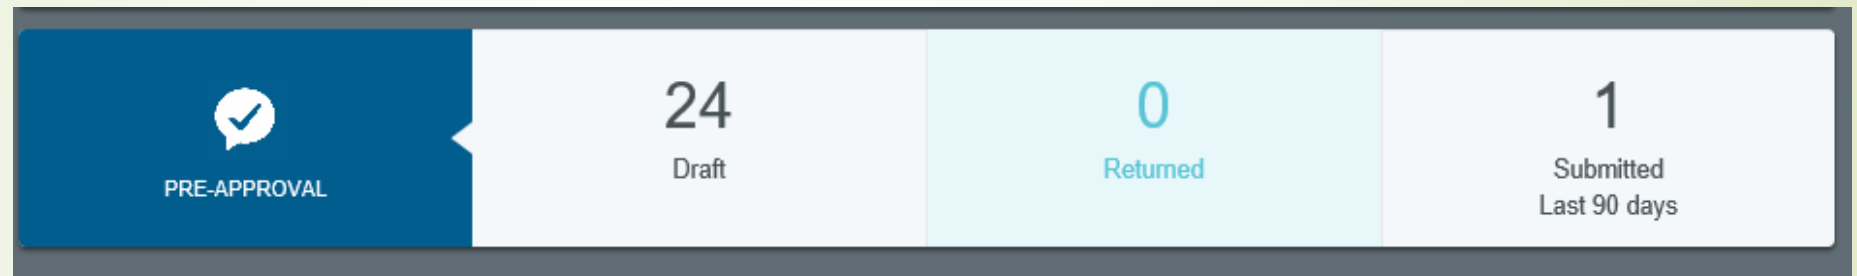 PRE-APPROVAL
24
Draft
0
Returned
1
Submitted
Last 90 days